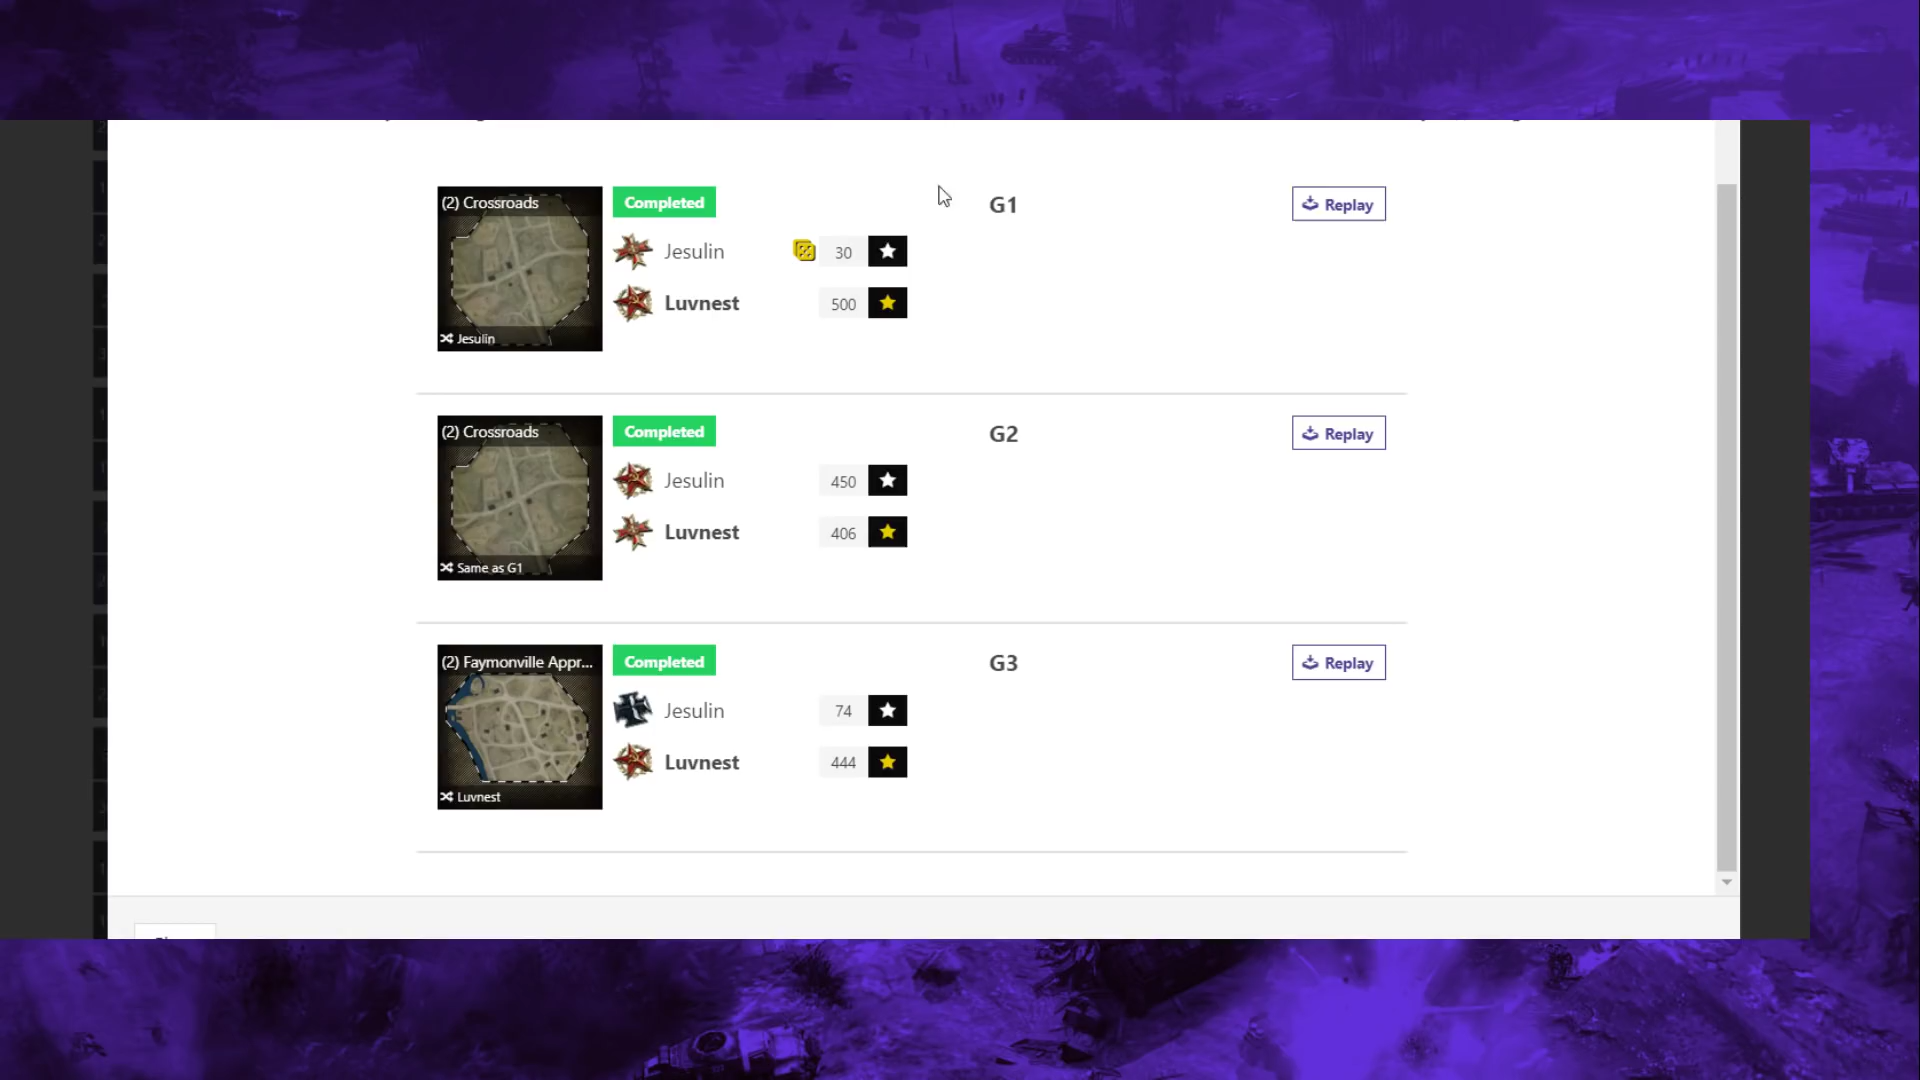 (2) Crossroads
Completed
G1
Replay
Jesulin
30
Luvnest
500
Jesulin
(2) Crossroads
Completed
G2
Replay
Jesulin
450
Luvnest
406
Same as G1
(2) Faymonville Appr...
Completed
G3
Replay
Jesulin
74
Luvnest
444
Luvnest